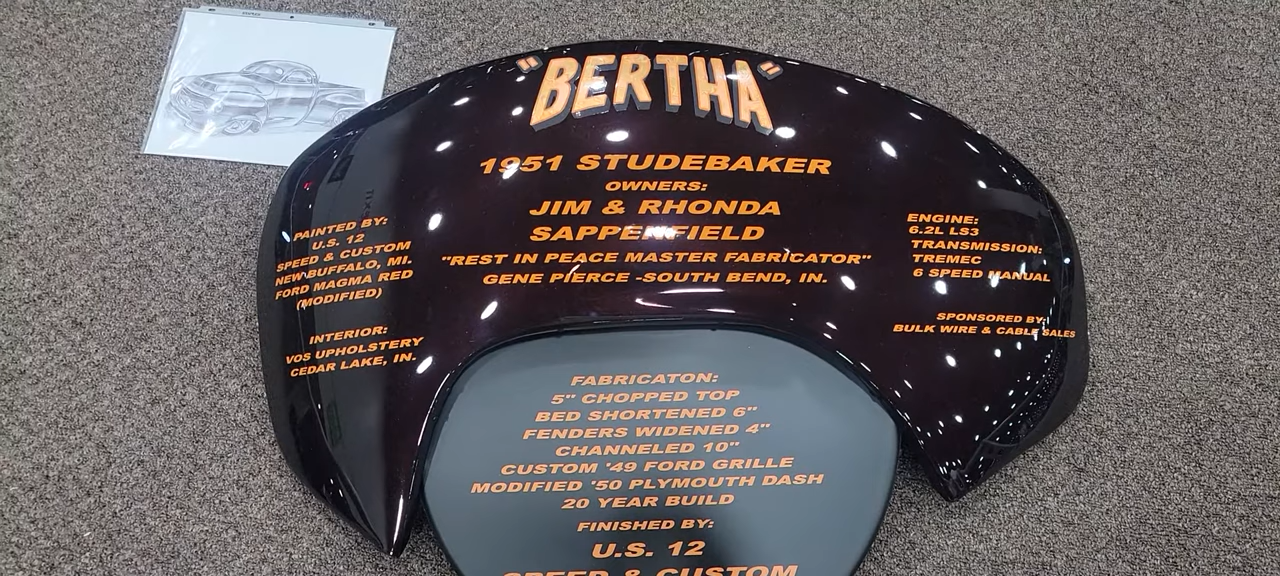 "BERTHA"
1951 STUDEBAKER
OWNERS:
JIM & RHONDA
SAPPENFIELD
"REST IN PEACE MASTER FABRICATOR"
GENE PIERCE -SOUTH BEND, IN.
PAINTED BY:
U.S. 12
SPEED & CUSTOM
NEW BUFFALO, MI.
FORD MAGMA RED
(MODIFIED)
INTERIOR:
VOS UPHOLSTERY
CEDAR LAKE, IN.
ENGINE:
6.2L LS3
TRANSMISSION:
TREMEC
6 SPEED MANUAL
SPONSORED BY:
BULK WIRE & CABLE SALES
FABRICATON:
5" CHOPPED TOP
BED SHORTENED 6"
FENDERS WIDENED 4"
CHANNELED 10"
CUSTOM '49 FORD GRILLE
MODIFIED '50 PLYMOUTH DASH
20 YEAR BUILD
FINISHED BY:
U.S. 12
SPEED & CUSTOM